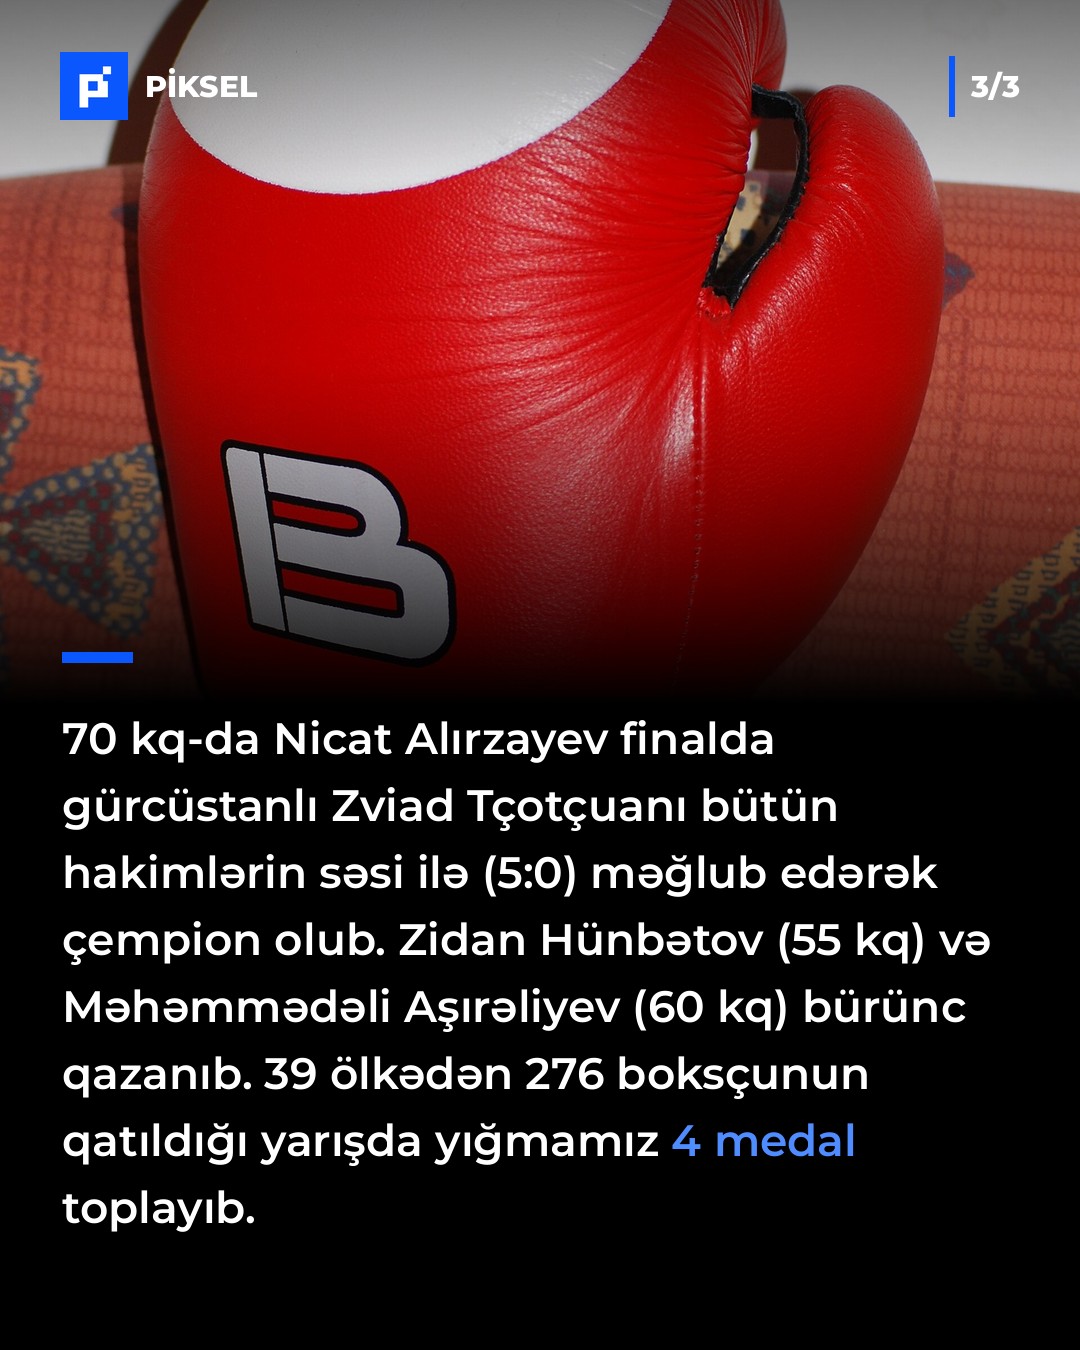 PİKSEL
3/3
B
70 kq-da Nicat Alırzayev finalda
gürcüstanlı Zviad Tçotçuanı bütün
hakimlərin səsi ilə (5:0) məğlub edərək
çempion olub. Zidan Hünbətov (55 kq) və
Məhəmmədəli Aşırəliyev (60 kq) bürünc
qazanıb. 39 ölkədən 276 boksçunun
qatıldığı yarışda yığmamız 4 medal
toplayıb.